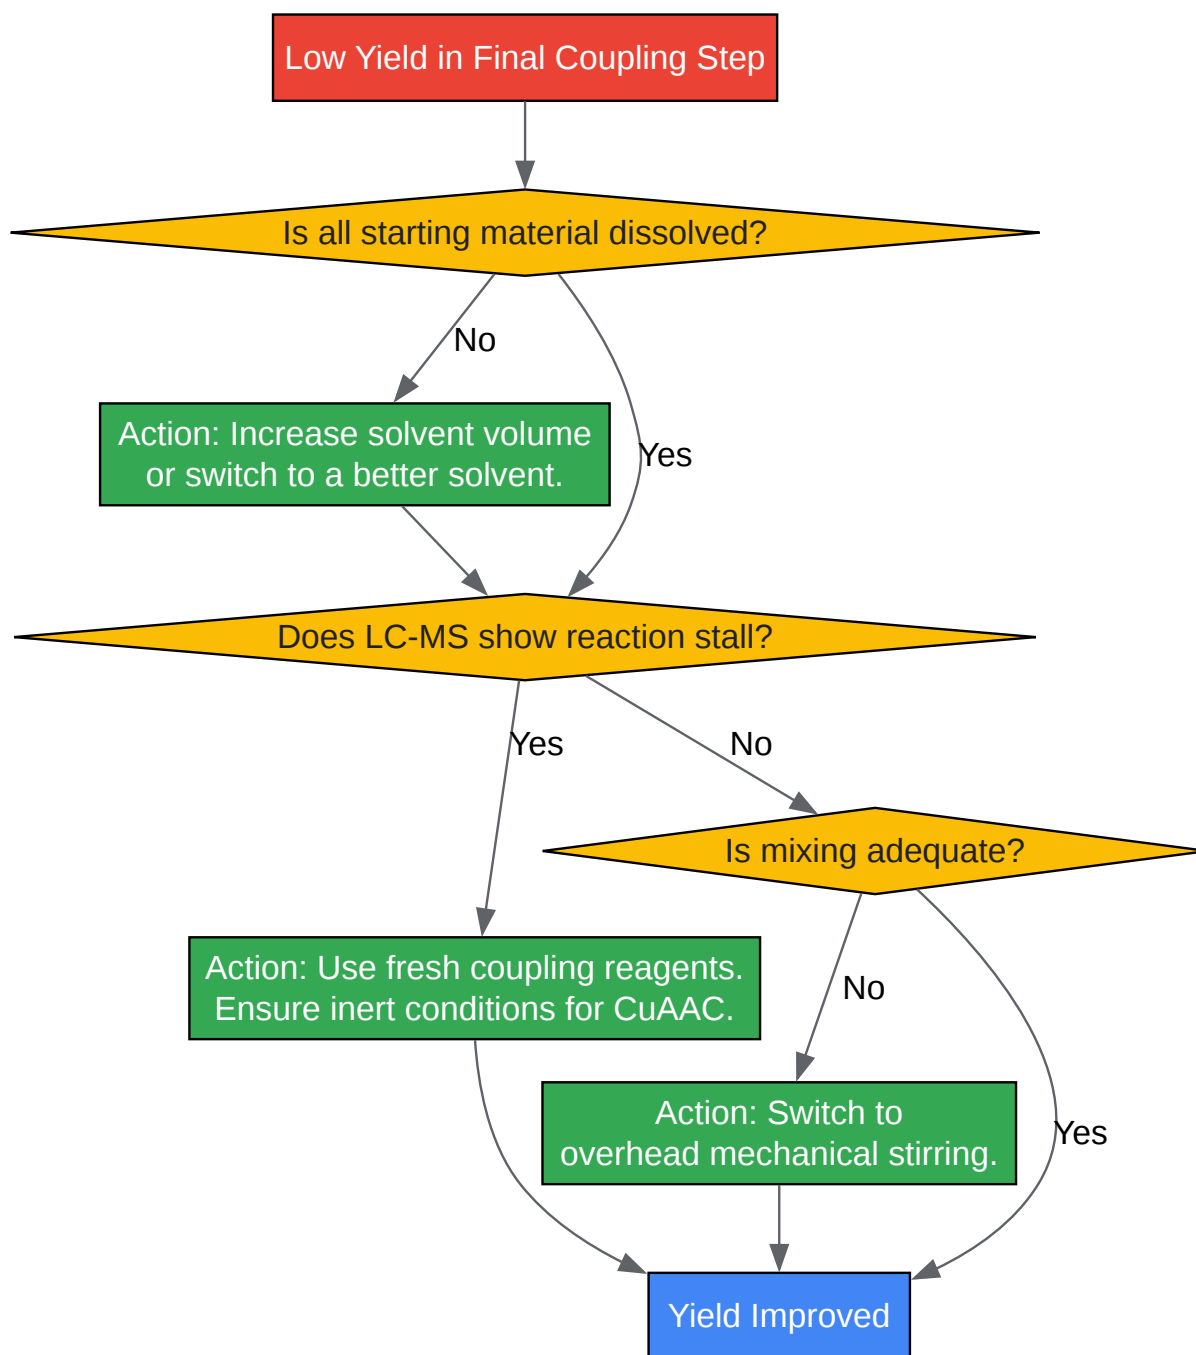 Low Yield in Final Coupling Step
Is all starting material dissolved?
No
Action: Increase solvent volume
or switch to a better solvent.
Yes
Does LC-MS show reaction stall?
Yes
No
Is mixing adequate?
Action: Use fresh coupling reagents.
Ensure inert conditions for CuAAC.
No
Action: Switch to
overhead mechanical stirring.
Yes
Yield Improved